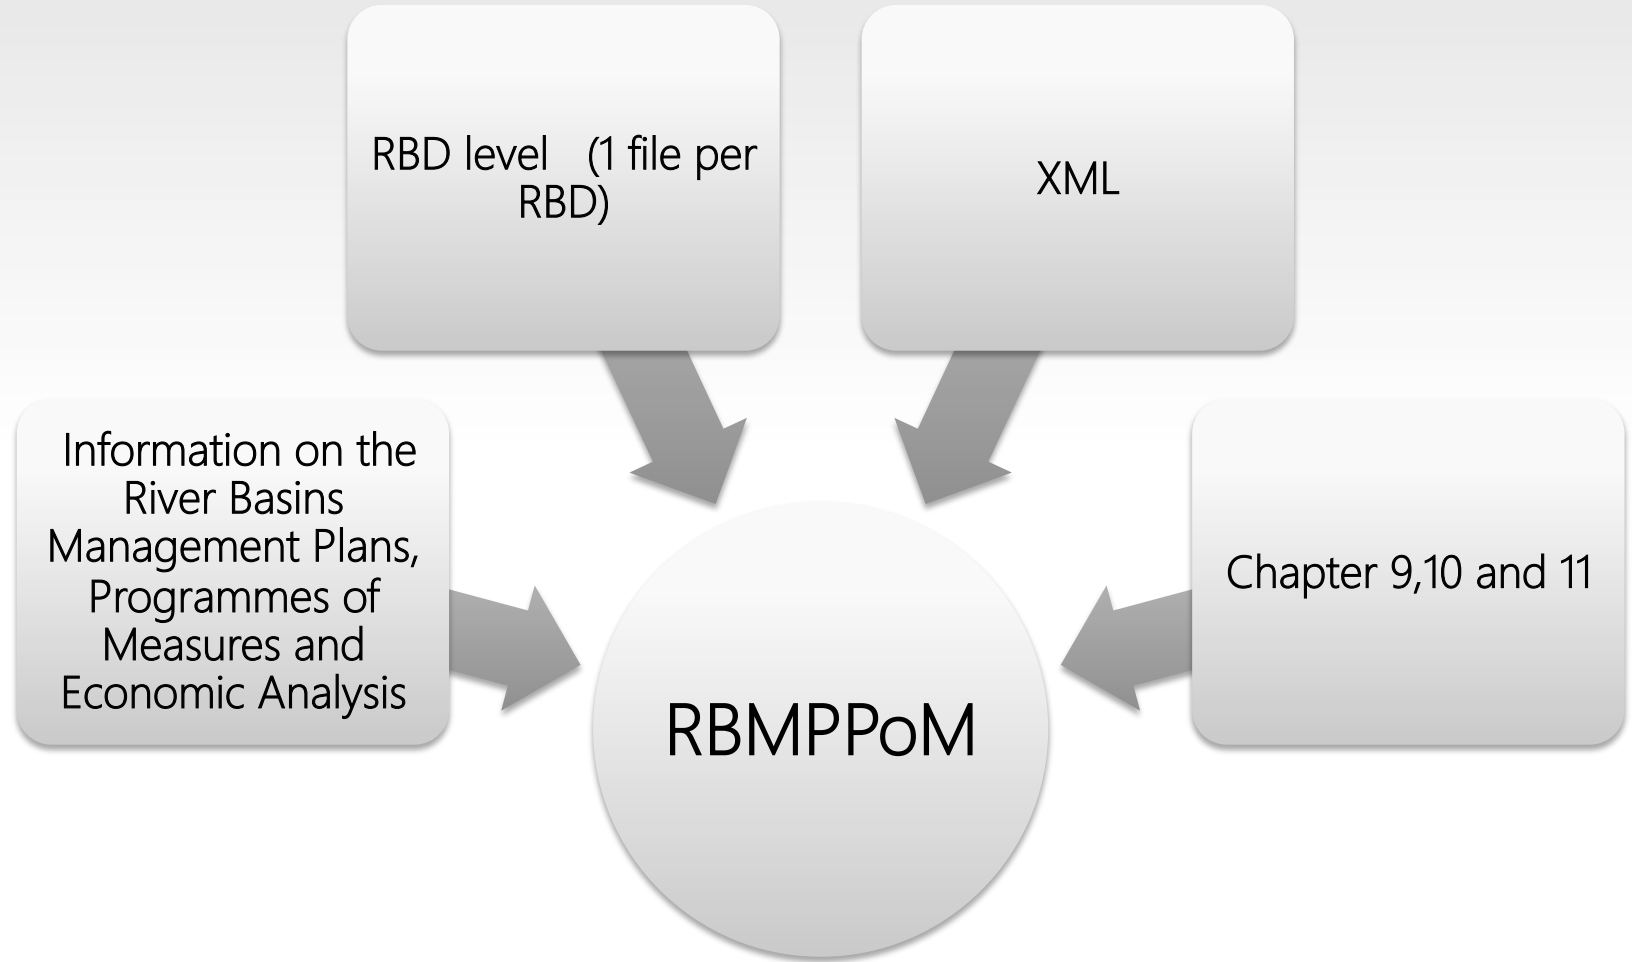 RBD level (1 file per
RBD)
XML
Information on the
River Basins
Management Plans,
Programmes of
Measures and
Economic Analysis
Chapter 9,10 and 11
RBMPPoM